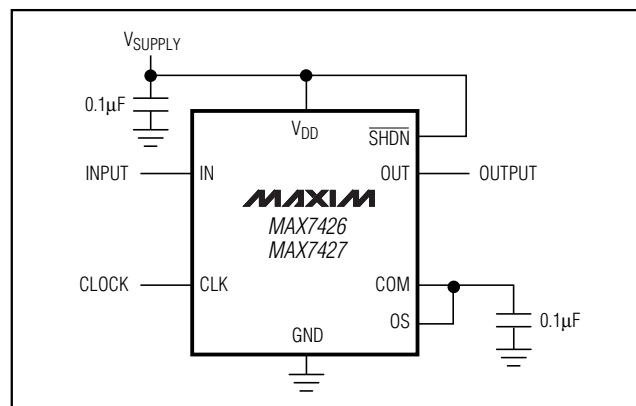 VSUPPLY
0.1µF
VDD
SHDN
INPUT
IN
OUT
OUTPUT
MAXIM
MAX7426
MAX7427
CLOCK
CLK
COM
OS
0.1µF
GND